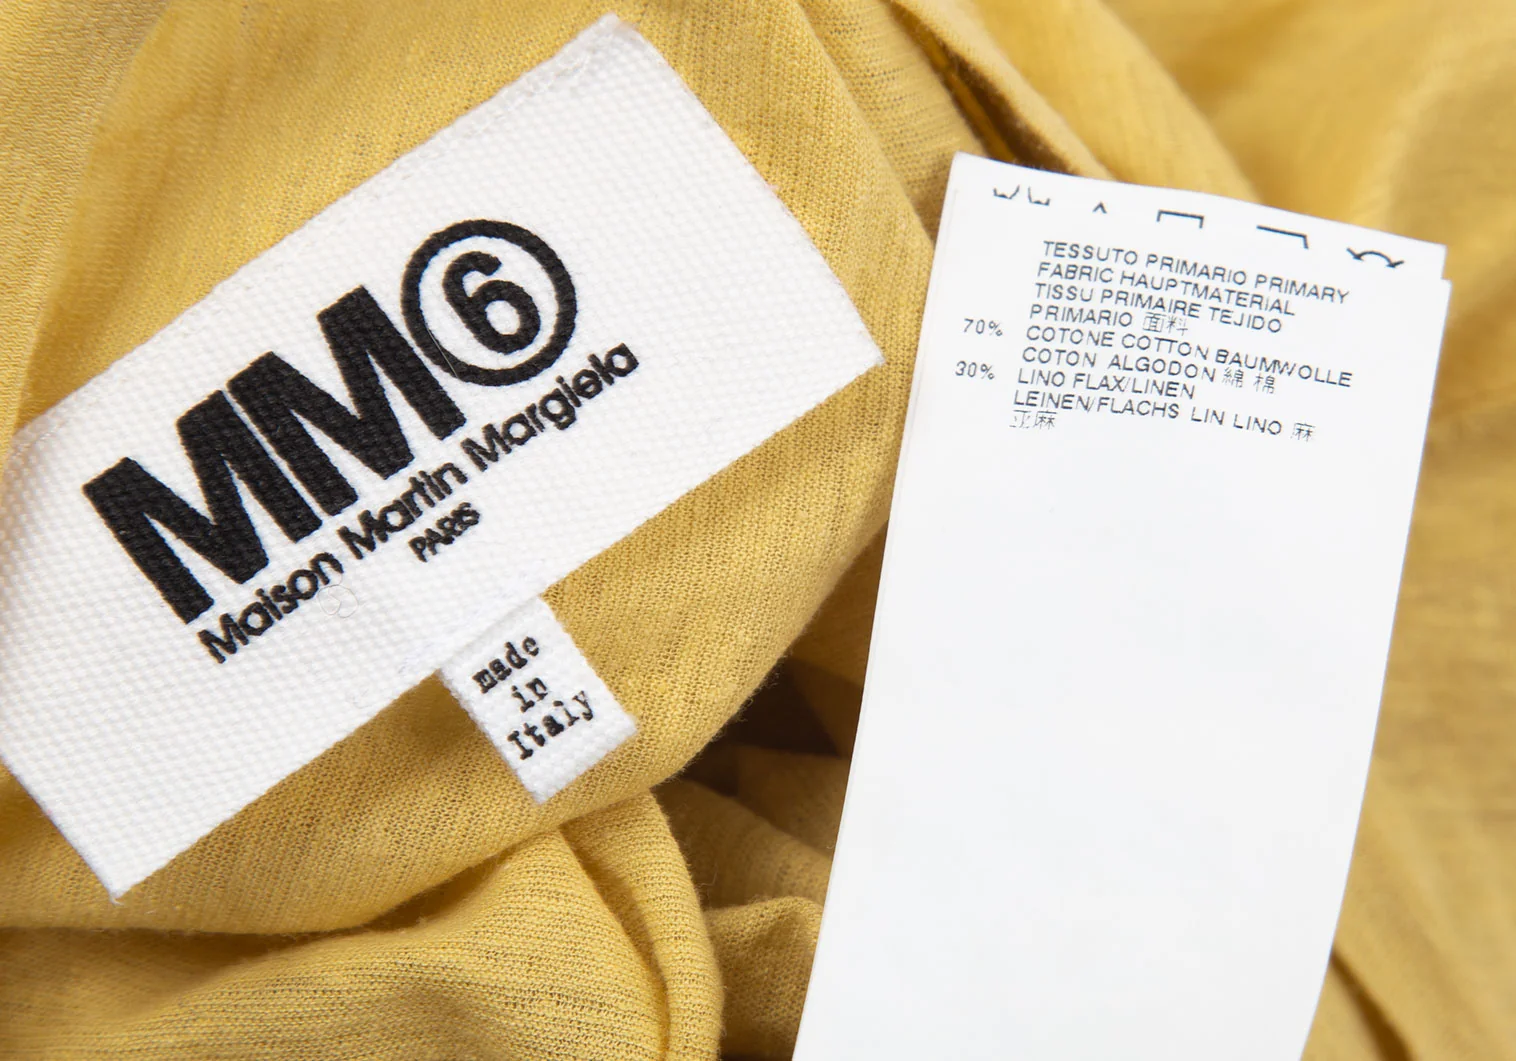 MM6
Maison Martin Margiela
PARIS
made
in
Italy
TESSUTO PRIMARIO PRIMARY
FABRIC HAUPTMATERIAL
TISSU PRIMAIRE TEJIDO
PRIMARIO 面料
70% COTONE COTTON BAUMWOLLE
COTON ALGODON 綿 棉
30% LINO FLAX/LINEN
LEINEN/FLACHS LIN LINO 麻
亚麻